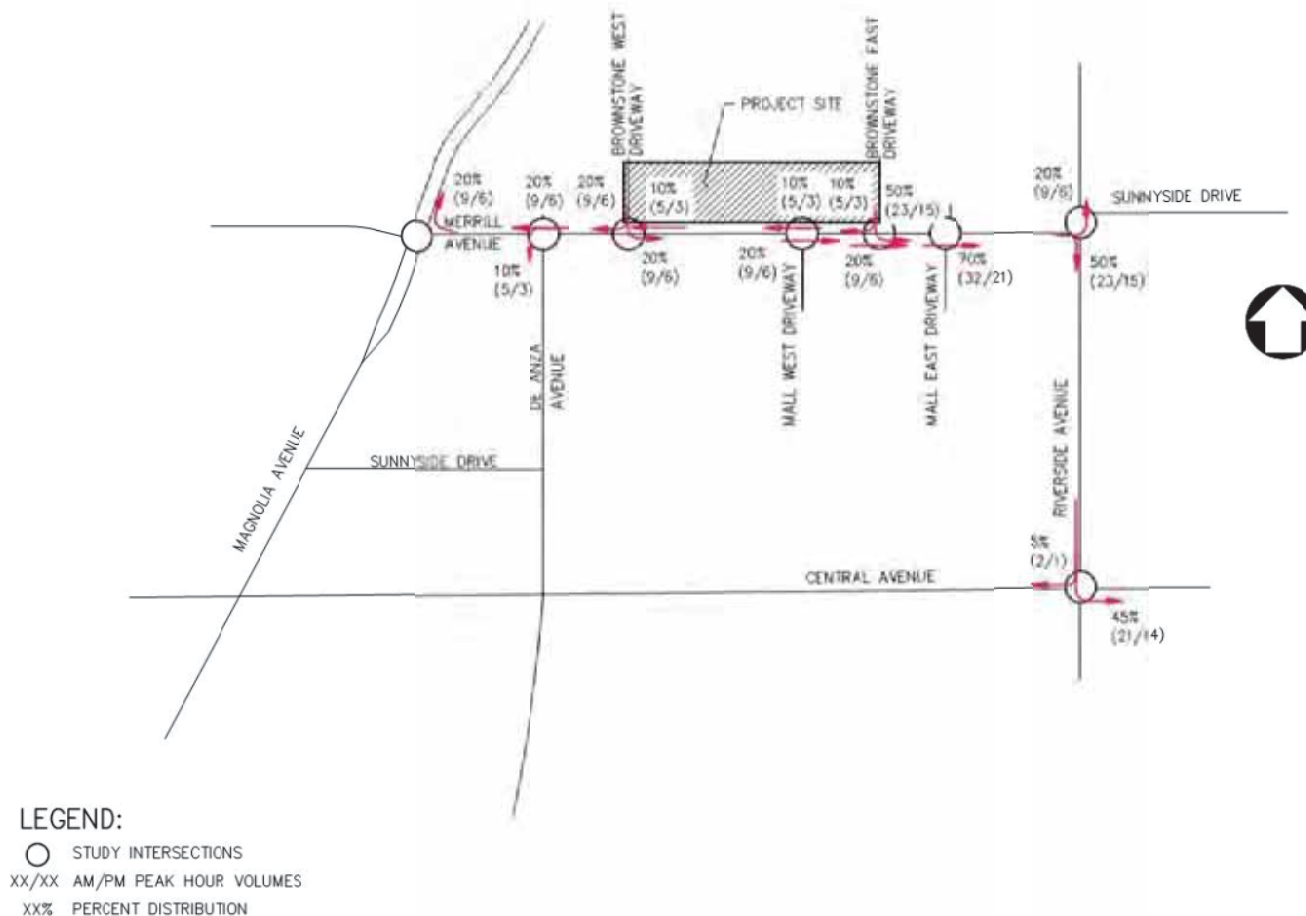 BROWNSTONE WEST
DRIVEWAY
PROJECT SITE
BROWNSTONE EAST
DRIVEWAY
20%
(9/6)
20%
(9/6)
20%
(9/6)
10%
(5/3)
10%
(5/3)
10%
(5/3)
50%
(23/15)
20%
(9/6)
SUNNYSIDE DRIVE
MERRILL
AVENUE
10%
(5/3)
20%
(9/6)
20%
(9/6)
20%
(9/6)
70%
(32/21)
50%
(23/15)
DE ANZA
AVENUE
MALL WEST DRIVEWAY
MALL EAST DRIVEWAY
MAGNOLIA AVENUE
SUNNYSIDE DRIVE
RIVERSIDE AVENUE
5%
(2/1)
CENTRAL AVENUE
45%
(21/14)
LEGEND:
STUDY INTERSECTIONS
XX/XX AM/PM PEAK HOUR VOLUMES
XX% PERCENT DISTRIBUTION